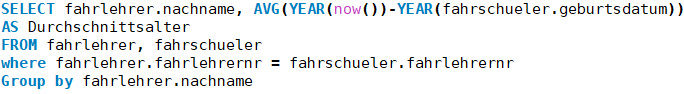 SELECT fahrlehrer.nachname, AVG(YEAR(now())-YEAR(fahrschueler.geburtsdatum))
AS Durchschnittsalter
FROM fahrlehrer, fahrschueler
where fahrlehrer.fahrlehrernr = fahrschueler.fahrlehrernr
Group by fahrlehrer.nachname